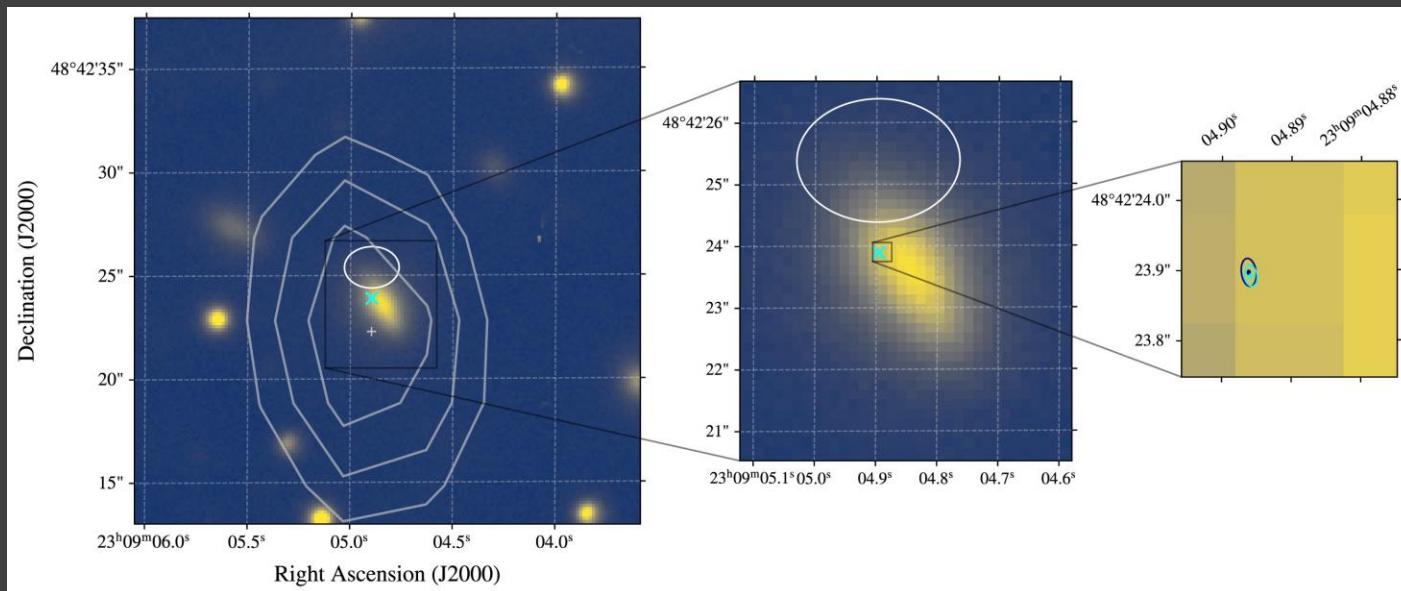 48°42'35"
30"
25"
20"
15"
Declination (J2000)
23ʰ09ᵐ06.0ˢ 05.5ˢ 05.0ˢ 04.5ˢ 04.0ˢ
Right Ascension (J2000)
48°42'26"
25"
24"
23"
22"
21"
23ʰ09ᵐ05.1ˢ 05.0ˢ 04.9ˢ 04.8ˢ 04.7ˢ 04.6ˢ
04.90ˢ 04.89ˢ 23ʰ09ᵐ04.88ˢ
48°42'24.0"
23.9"
23.8"